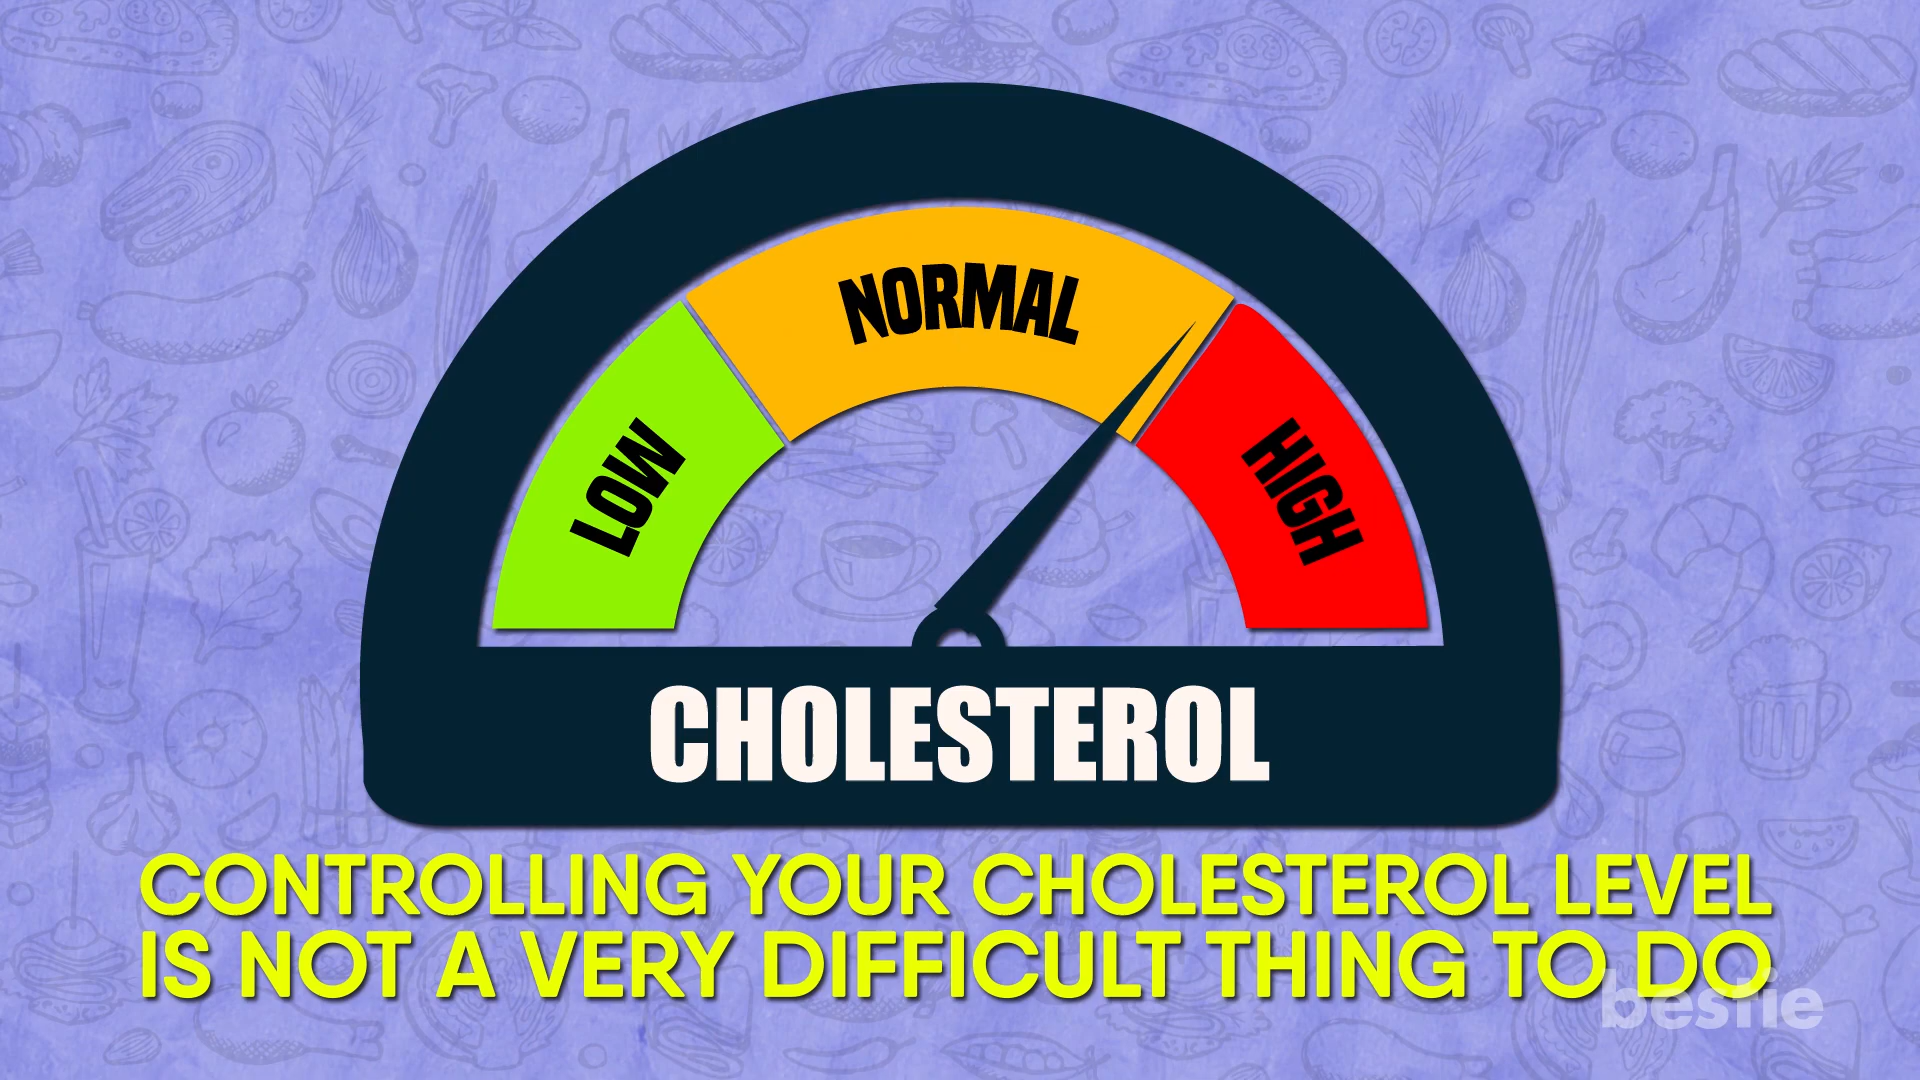 NORMAL
LOW
HIGH
CHOLESTEROL
CONTROLLING YOUR CHOLESTEROL LEVEL
IS NOT A VERY DIFFICULT THING TO DO
bestie